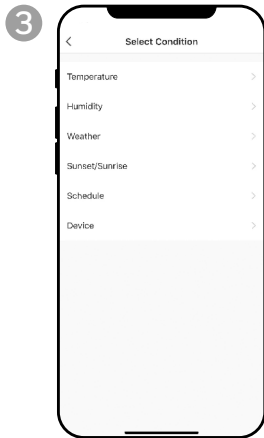 3
Select Condition
Temperature
Humidity
Weather
Sunset/Sunrise
Schedule
Device